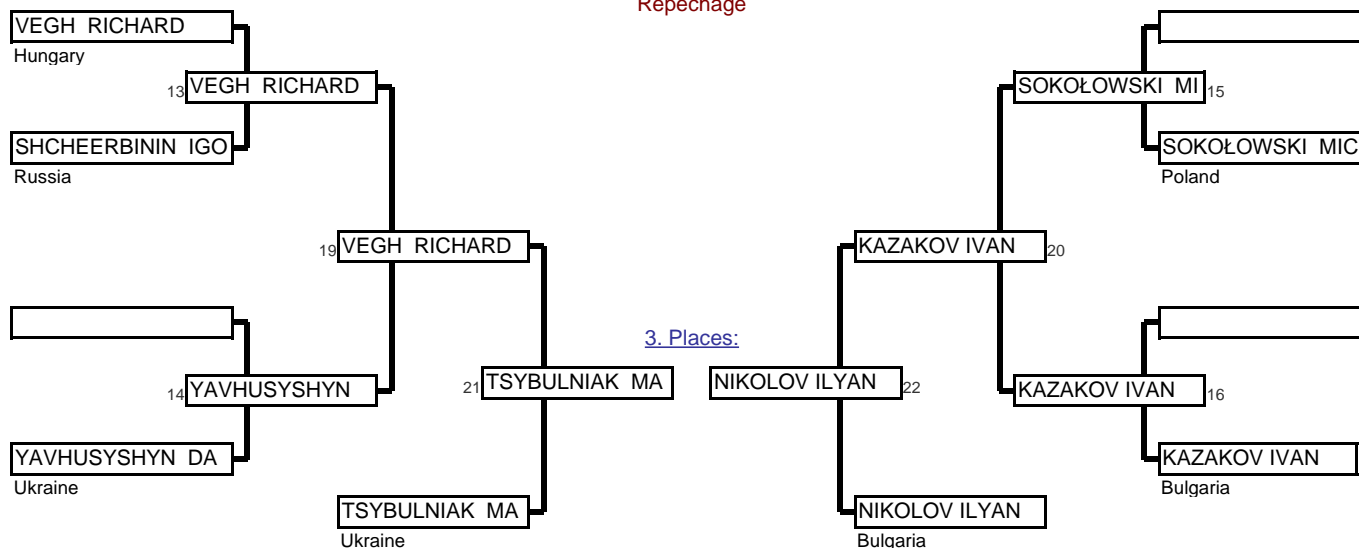 Repechage
VEGH RICHARD
Hungary
13 VEGH RICHARD
SHCHEERBININ IGO
Russia
19 VEGH RICHARD
14 YAVHUSYSHYN
YAVHUSYSHYN DA
Ukraine
21 TSYBULNIAK MA
TSYBULNIAK MA
Ukraine
3. Places:
SOKOŁOWSKI MI 15
SOKOŁOWSKI MIC
Poland
KAZAKOV IVAN 20
NIKOLOV ILYAN 22
KAZAKOV IVAN 16
KAZAKOV IVAN
Bulgaria
NIKOLOV ILYAN
Bulgaria